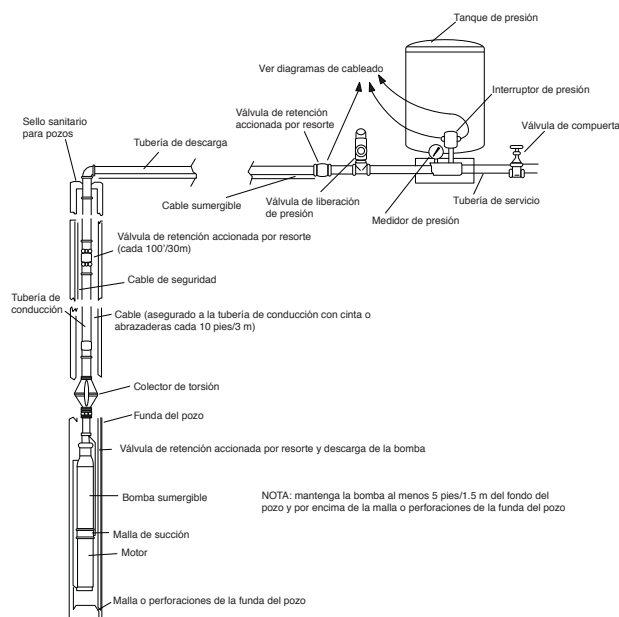 Tanque de presión
Ver diagramas de cableado
Interruptor de presión
Válvula de retención
accionada por resorte
Válvula de compuerta
Sello sanitario
para pozos
Tubería de descarga
Cable sumergible
Válvula de liberación
de presión
Medidor de presión
Tubería de servicio
Válvula de retención accionada por resorte
(cada 100'/30m)
Cable de seguridad
Tubería de
conducción
Cable (asegurado a la tubería de conducción con cinta o
abrazaderas cada 10 pies/3 m)
Colector de torsión
Funda del pozo
Válvula de retención accionada por resorte y descarga de la bomba
Bomba sumergible
NOTA: mantenga la bomba al menos 5 pies/1.5 m del fondo del
pozo y por encima de la malla o perforaciones de la funda del pozo
Malla de succión
Motor
Malla o perforaciones de la funda del pozo